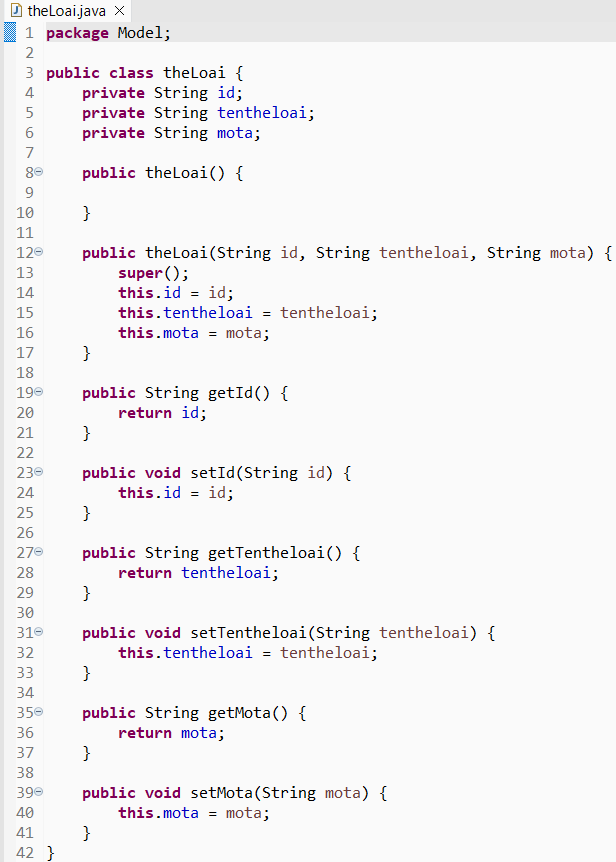 theLoai.java
1 package Model;
2
3 public class theLoai {
4     private String id;
5     private String tentheloai;
6     private String mota;
7
8     public theLoai() {
9
10     }
11
12     public theLoai(String id, String tentheloai, String mota) {
13         super();
14         this.id = id;
15         this.tentheloai = tentheloai;
16         this.mota = mota;
17     }
18
19     public String getId() {
20         return id;
21     }
22
23     public void setId(String id) {
24         this.id = id;
25     }
26
27     public String getTentheloai() {
28         return tentheloai;
29     }
30
31     public void setTentheloai(String tentheloai) {
32         this.tentheloai = tentheloai;
33     }
34
35     public String getMota() {
36         return mota;
37     }
38
39     public void setMota(String mota) {
40         this.mota = mota;
41     }
42 }